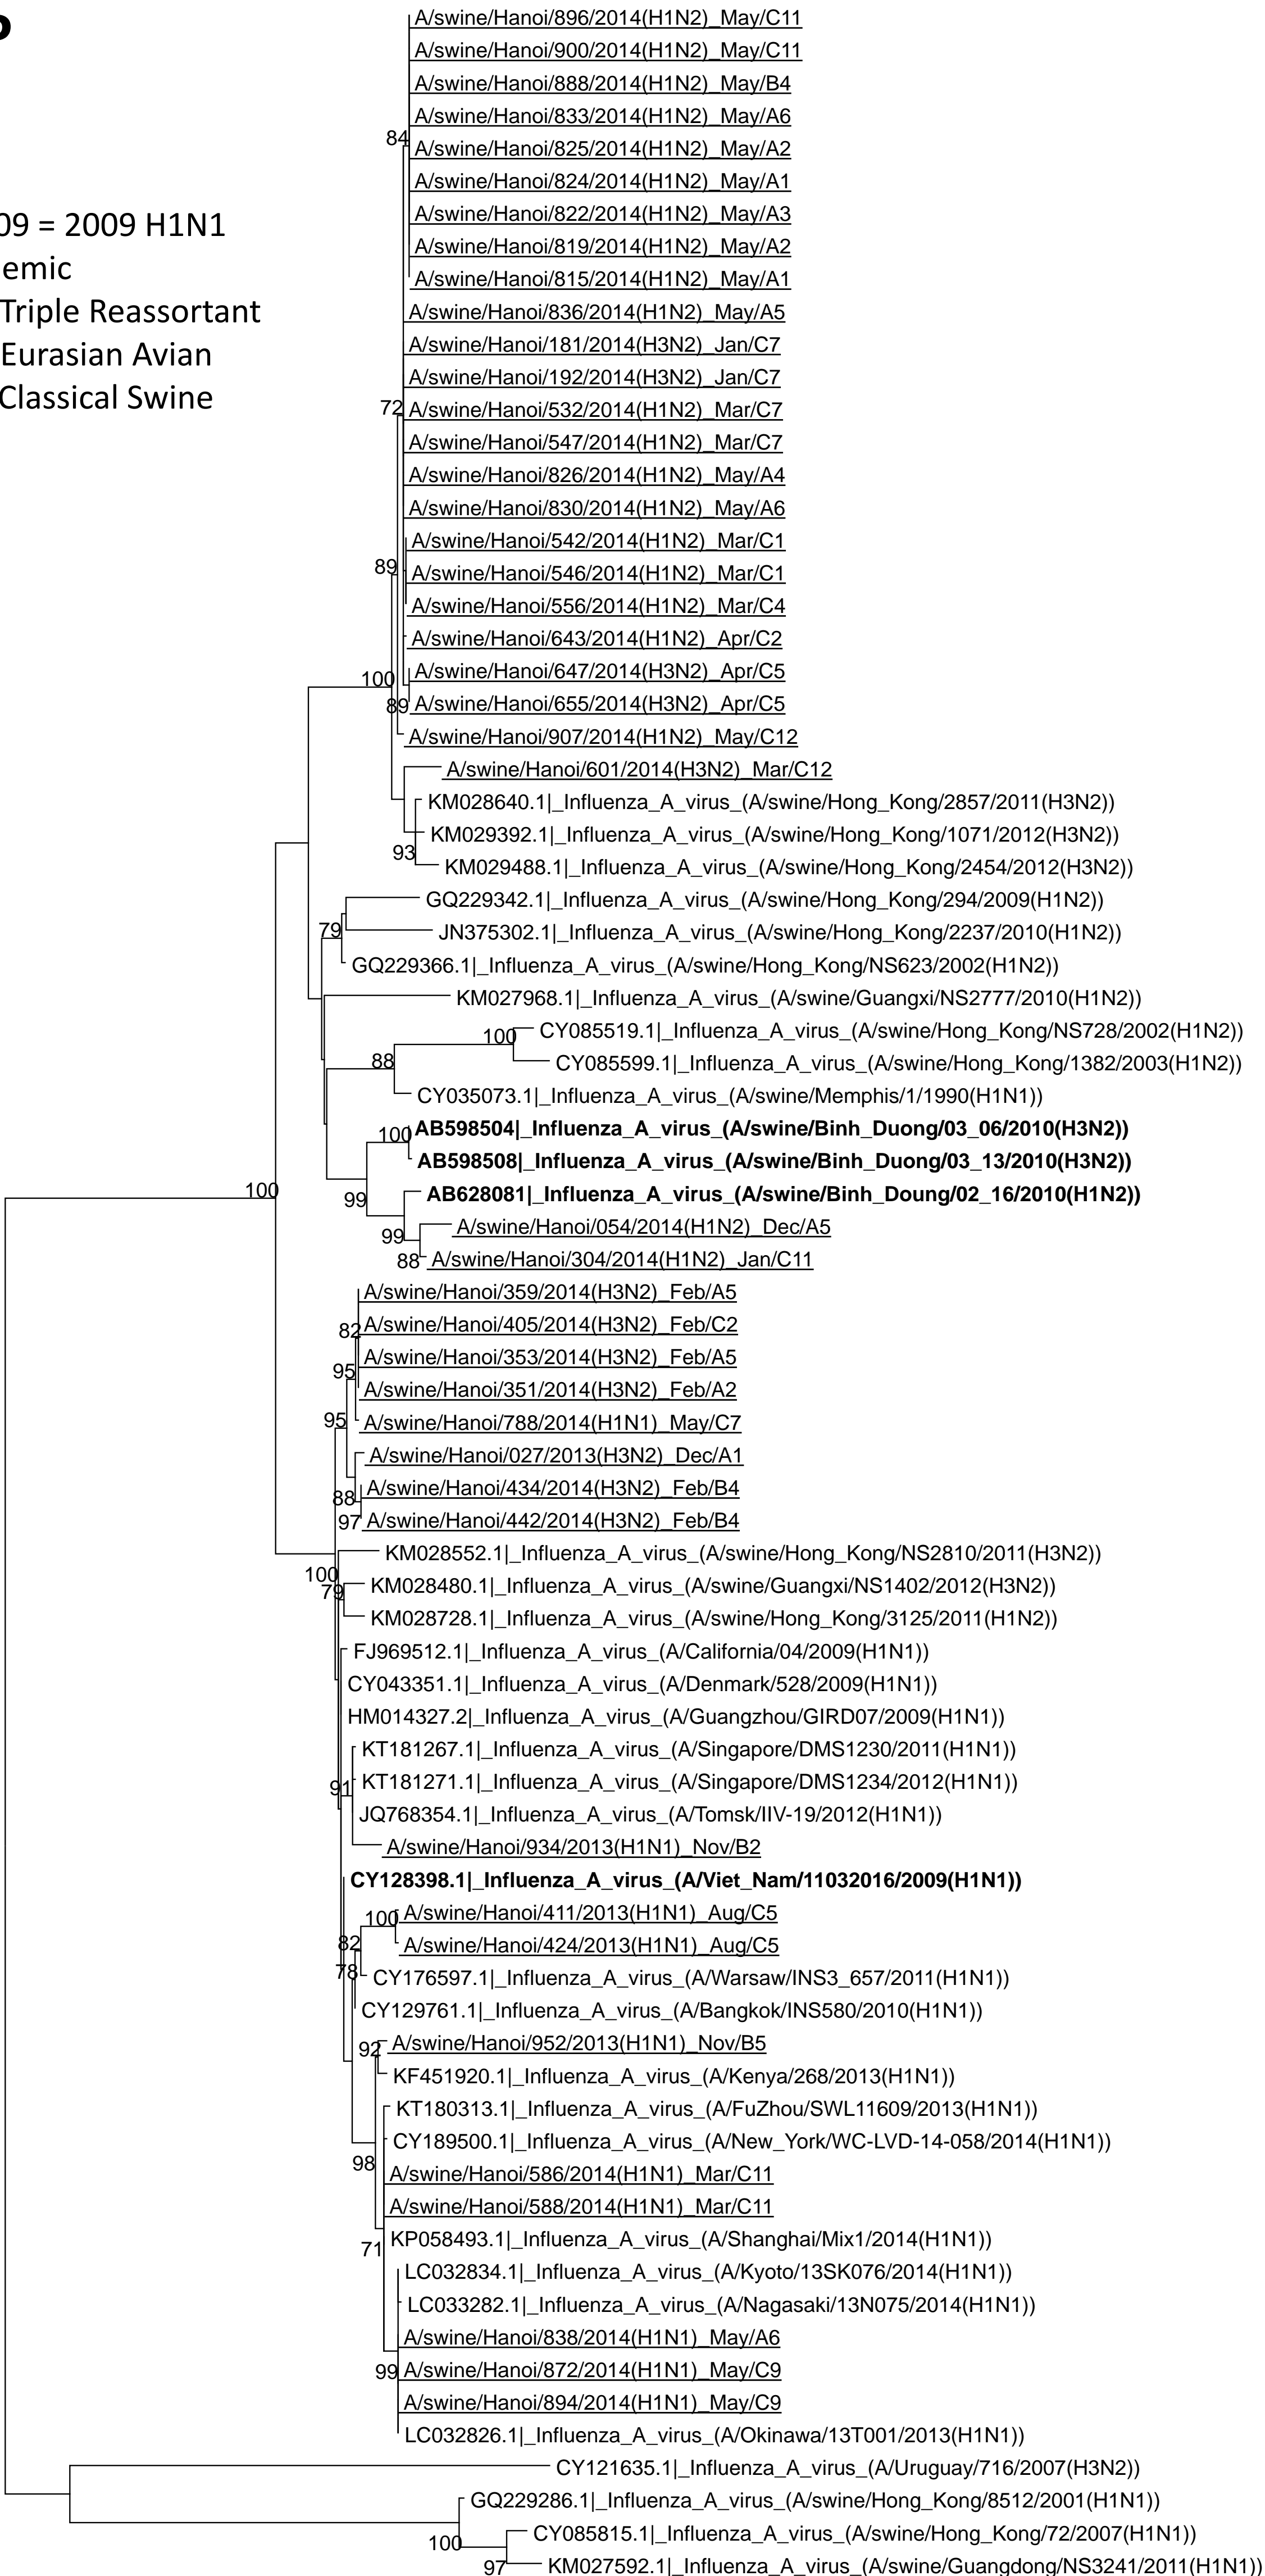 A/swine/Hanoi/896/2014(H1N2)_May/C11
A/swine/Hanoi/900/2014(H1N2)_May/C11
A/swine/Hanoi/888/2014(H1N2)_May/B4
A/swine/Hanoi/833/2014(H1N2)_May/A6
84
A/swine/Hanoi/825/2014(H1N2)_May/A2
A/swine/Hanoi/824/2014(H1N2)_May/A1
A/swine/Hanoi/822/2014(H1N2)_May/A3
09 = 2009 H1N1
A/swine/Hanoi/819/2014(H1N2)_May/A2
emic
A/swine/Hanoi/815/2014(H1N2)_May/A1
Triple Reassortant
A/swine/Hanoi/836/2014(H1N2)_May/A5
Eurasian Avian
A/swine/Hanoi/181/2014(H3N2)_Jan/C7
A/swine/Hanoi/192/2014(H3N2)_Jan/C7
Classical Swine
72
A/swine/Hanoi/532/2014(H1N2)_Mar/C7
A/swine/Hanoi/547/2014(H1N2)_Mar/C7
A/swine/Hanoi/826/2014(H1N2)_May/A4
A/swine/Hanoi/830/2014(H1N2)_May/A6
A/swine/Hanoi/542/2014(H1N2)_Mar/C1
89
A/swine/Hanoi/546/2014(H1N2)_Mar/C1
A/swine/Hanoi/556/2014(H1N2)_Mar/C4
A/swine/Hanoi/643/2014(H1N2)_Apr/C2
A/swine/Hanoi/647/2014(H3N2)_Apr/C5
100
89
A/swine/Hanoi/655/2014(H3N2)_Apr/C5
A/swine/Hanoi/907/2014(H1N2)_May/C12
A/swine/Hanoi/601/2014(H3N2)_Mar/C12
KM028640.1|_Influenza_A_virus_(A/swine/Hong_Kong/2857/2011(H3N2))
KM029392.1|_Influenza_A_virus_(A/swine/Hong_Kong/1071/2012(H3N2))
93
KM029488.1|_Influenza_A_virus_(A/swine/Hong_Kong/2454/2012(H3N2))
GQ229342.1|_Influenza_A_virus_(A/swine/Hong_Kong/294/2009(H1N2))
79
JN375302.1|_Influenza_A_virus_(A/swine/Hong_Kong/2237/2010(H1N2))
GQ229366.1|_Influenza_A_virus_(A/swine/Hong_Kong/NS623/2002(H1N2))
KM027968.1|_Influenza_A_virus_(A/swine/Guangxi/NS2777/2010(H1N2))
100
CY085519.1|_Influenza_A_virus_(A/swine/Hong_Kong/NS728/2002(H1N2))
88
CY085599.1|_Influenza_A_virus_(A/swine/Hong_Kong/1382/2003(H1N2))
CY035073.1|_Influenza_A_virus_(A/swine/Memphis/1/1990(H1N1))
100
AB598504|_Influenza_A_virus_(A/swine/Binh_Duong/03_06/2010(H3N2))
AB598508|_Influenza_A_virus_(A/swine/Binh_Duong/03_13/2010(H3N2))
100
99
AB628081|_Influenza_A_virus_(A/swine/Binh_Doung/02_16/2010(H1N2))
99
A/swine/Hanoi/054/2014(H1N2)_Dec/A5
88
A/swine/Hanoi/304/2014(H1N2)_Jan/C11
A/swine/Hanoi/359/2014(H3N2)_Feb/A5
82
A/swine/Hanoi/405/2014(H3N2)_Feb/C2
A/swine/Hanoi/353/2014(H3N2)_Feb/A5
95
A/swine/Hanoi/351/2014(H3N2)_Feb/A2
95
A/swine/Hanoi/788/2014(H1N1)_May/C7
A/swine/Hanoi/027/2013(H3N2)_Dec/A1
88
A/swine/Hanoi/434/2014(H3N2)_Feb/B4
97
A/swine/Hanoi/442/2014(H3N2)_Feb/B4
KM028552.1|_Influenza_A_virus_(A/swine/Hong_Kong/NS2810/2011(H3N2))
100
79
KM028480.1|_Influenza_A_virus_(A/swine/Guangxi/NS1402/2012(H3N2))
KM028728.1|_Influenza_A_virus_(A/swine/Hong_Kong/3125/2011(H1N2))
FJ969512.1|_Influenza_A_virus_(A/California/04/2009(H1N1))
CY043351.1|_Influenza_A_virus_(A/Denmark/528/2009(H1N1))
HM014327.2|_Influenza_A_virus_(A/Guangzhou/GIRD07/2009(H1N1))
KT181267.1|_Influenza_A_virus_(A/Singapore/DMS1230/2011(H1N1))
91
KT181271.1|_Influenza_A_virus_(A/Singapore/DMS1234/2012(H1N1))
JQ768354.1|_Influenza_A_virus_(A/Tomsk/IIV-19/2012(H1N1))
A/swine/Hanoi/934/2013(H1N1)_Nov/B2
CY128398.1|_Influenza_A_virus_(A/Viet_Nam/11032016/2009(H1N1))
100
A/swine/Hanoi/411/2013(H1N1)_Aug/C5
82
A/swine/Hanoi/424/2013(H1N1)_Aug/C5
78
CY176597.1|_Influenza_A_virus_(A/Warsaw/INS3_657/2011(H1N1))
CY129761.1|_Influenza_A_virus_(A/Bangkok/INS580/2010(H1N1))
92
A/swine/Hanoi/952/2013(H1N1)_Nov/B5
KF451920.1|_Influenza_A_virus_(A/Kenya/268/2013(H1N1))
KT180313.1|_Influenza_A_virus_(A/FuZhou/SWL11609/2013(H1N1))
CY189500.1|_Influenza_A_virus_(A/New_York/WC-LVD-14-058/2014(H1N1))
98
A/swine/Hanoi/586/2014(H1N1)_Mar/C11
A/swine/Hanoi/588/2014(H1N1)_Mar/C11
71
KP058493.1|_Influenza_A_virus_(A/Shanghai/Mix1/2014(H1N1))
LC032834.1|_Influenza_A_virus_(A/Kyoto/13SK076/2014(H1N1))
LC033282.1|_Influenza_A_virus_(A/Nagasaki/13N075/2014(H1N1))
A/swine/Hanoi/838/2014(H1N1)_May/A6
99
A/swine/Hanoi/872/2014(H1N1)_May/C9
A/swine/Hanoi/894/2014(H1N1)_May/C9
LC032826.1|_Influenza_A_virus_(A/Okinawa/13T001/2013(H1N1))
CY121635.1|_Influenza_A_virus_(A/Uruguay/716/2007(H3N2))
GQ229286.1|_Influenza_A_virus_(A/swine/Hong_Kong/8512/2001(H1N1))
100
CY085815.1|_Influenza_A_virus_(A/swine/Hong_Kong/72/2007(H1N1))
97
KM027592.1|_Influenza_A_virus_(A/swine/Guangdong/NS3241/2011(H1N1))